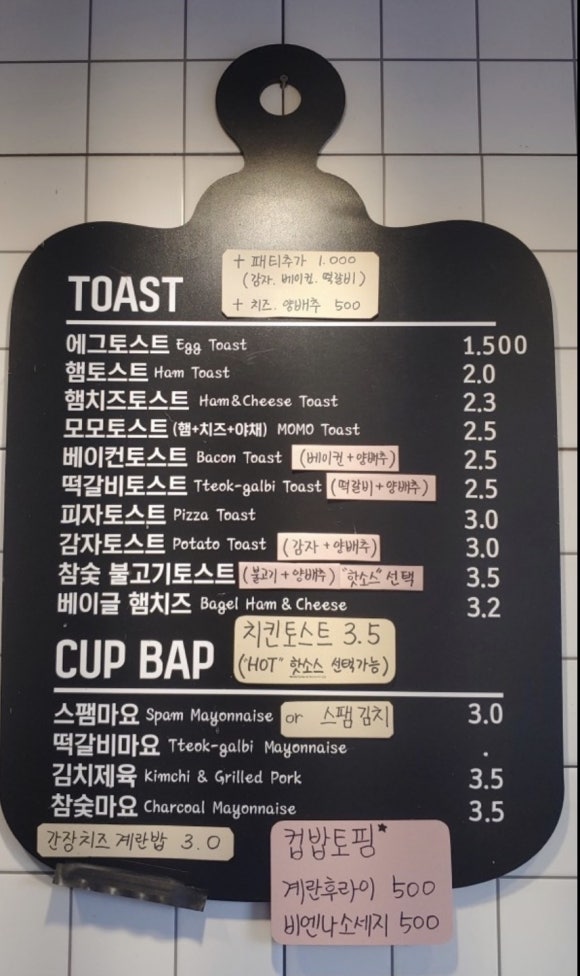 + 패티추가 1.000
(감자. 베이컨. 떡갈비)
+ 치즈. 양배추 500
TOAST
에그토스트 Egg Toast 1.500
햄토스트 Ham Toast 2.0
햄치즈토스트 Ham&Cheese Toast 2.3
모모토스트 (햄+치즈+야채) MOMO Toast 2.5
베이컨토스트 Bacon Toast (베이컨+양배추) 2.5
떡갈비토스트 Tteok-galbi Toast (떡갈비+양배추) 2.5
피자토스트 Pizza Toast 3.0
감자토스트 Potato Toast (감자+양배추) 3.0
참숯 불고기토스트 (불고기+양배추) "핫소스" 선택 3.5
베이글 햄치즈 Bagel Ham & Cheese 3.2
치킨토스트 3.5
("HOT" 핫소스 선택가능)
CUP BAP
스팸마요 Spam Mayonnaise or 스팸김치 3.0
떡갈비마요 Tteok-galbi Mayonnaise .
김치제육 Kimchi & Grilled Pork 3.5
참숯마요 Charcoal Mayonnaise 3.5
간장치즈 계란밥 3.0
컵밥토핑★
계란후라이 500
비엔나소세지 500